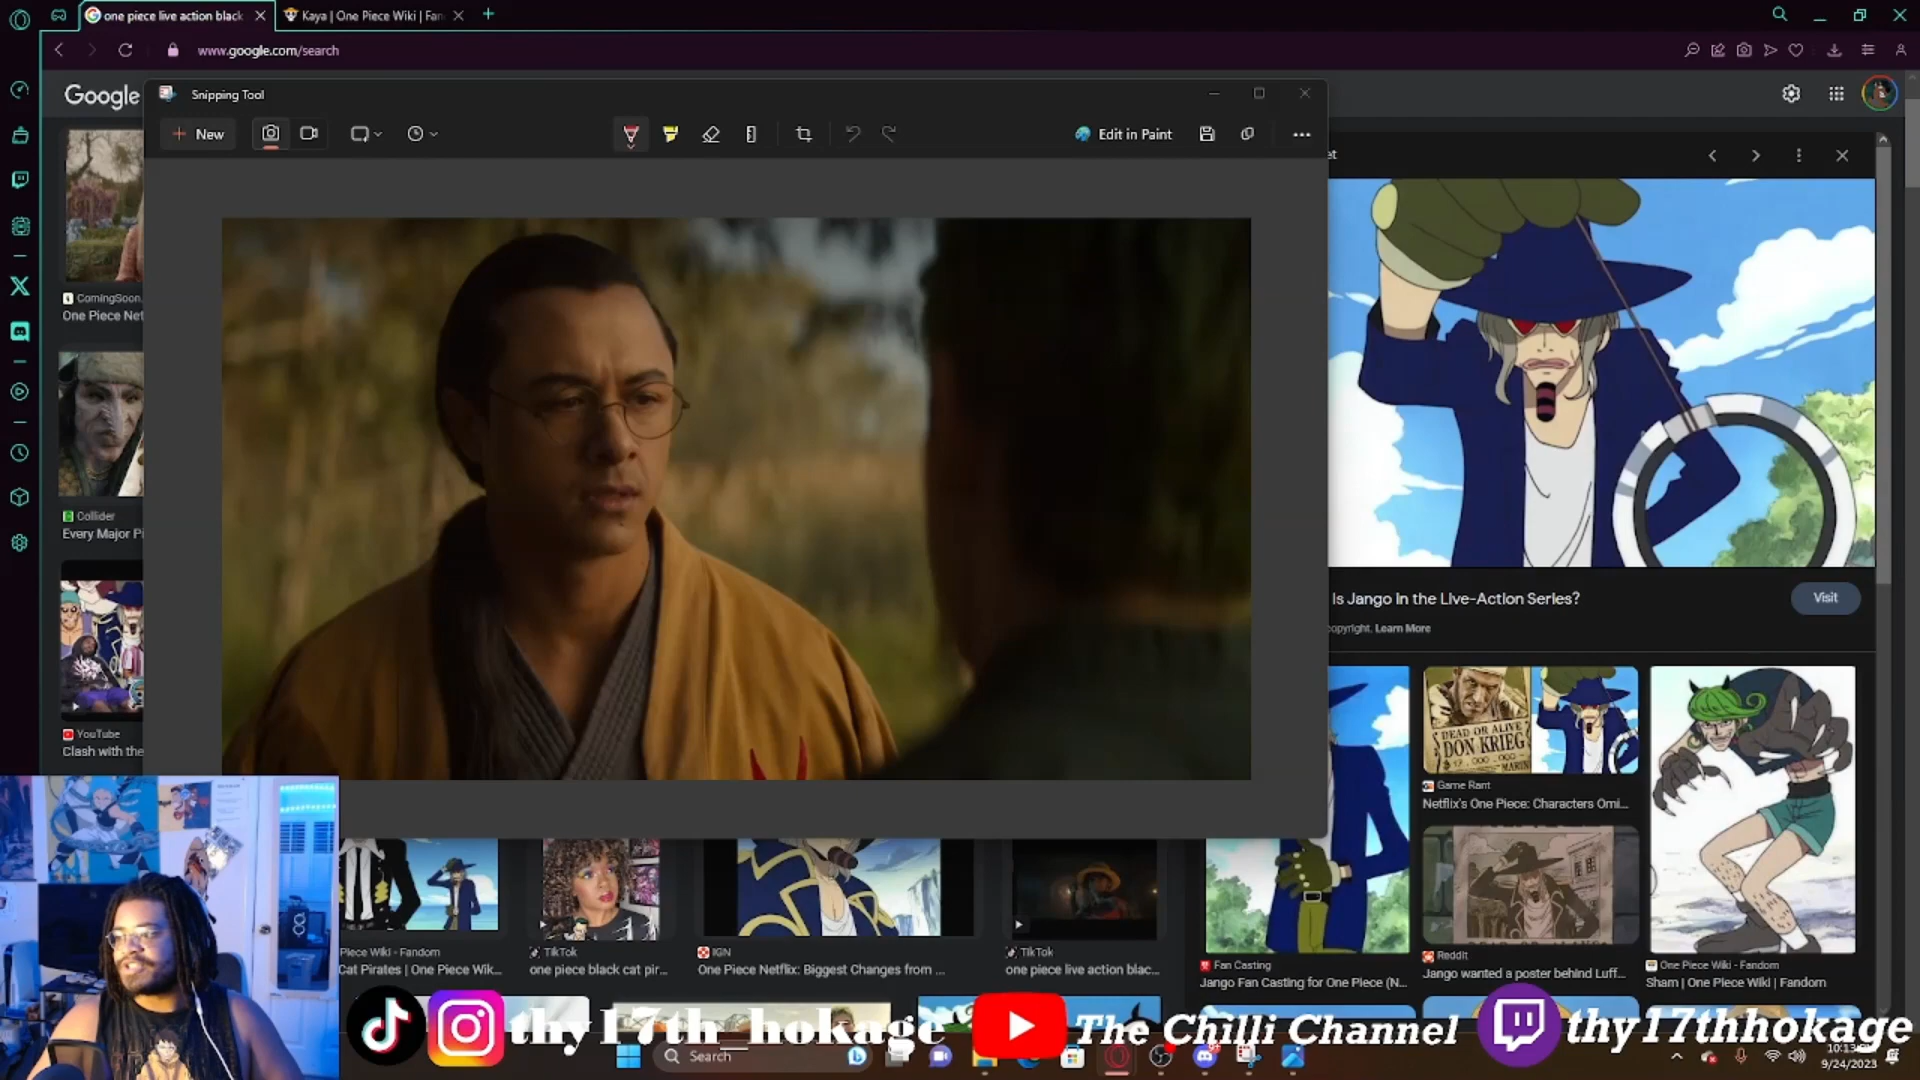 one piece live action black
Kaya | One Piece Wiki | Fan
www.google.com/search
Google
Snipping Tool
New
Edit in Paint
et
ComingSoon.
One Piece Net
Collider
Every Major Pi
YouTube
Clash with the
Is Jango in the Live-Action Series?
Visit
opyright. Learn More
DEAD OR ALIVE
DON KRIEG
Game Rant
Netflix's One Piece: Characters Omi...
Reddit
Jango wanted a poster behind Luff...
One Piece Wiki - Fandom
Sham | One Piece Wiki | Fandom
Piece Wiki - Fandom
Cat Pirates | One Piece Wik...
TikTok
one piece black cat pir...
IGN
One Piece Netflix: Biggest Changes from ...
TikTok
one piece live action blac...
Fan Casting
Jango Fan Casting for One Piece (N...
thy17th_hokage
The Chilli Channel
thy17thhokage
Search
10:13
9/24/2023